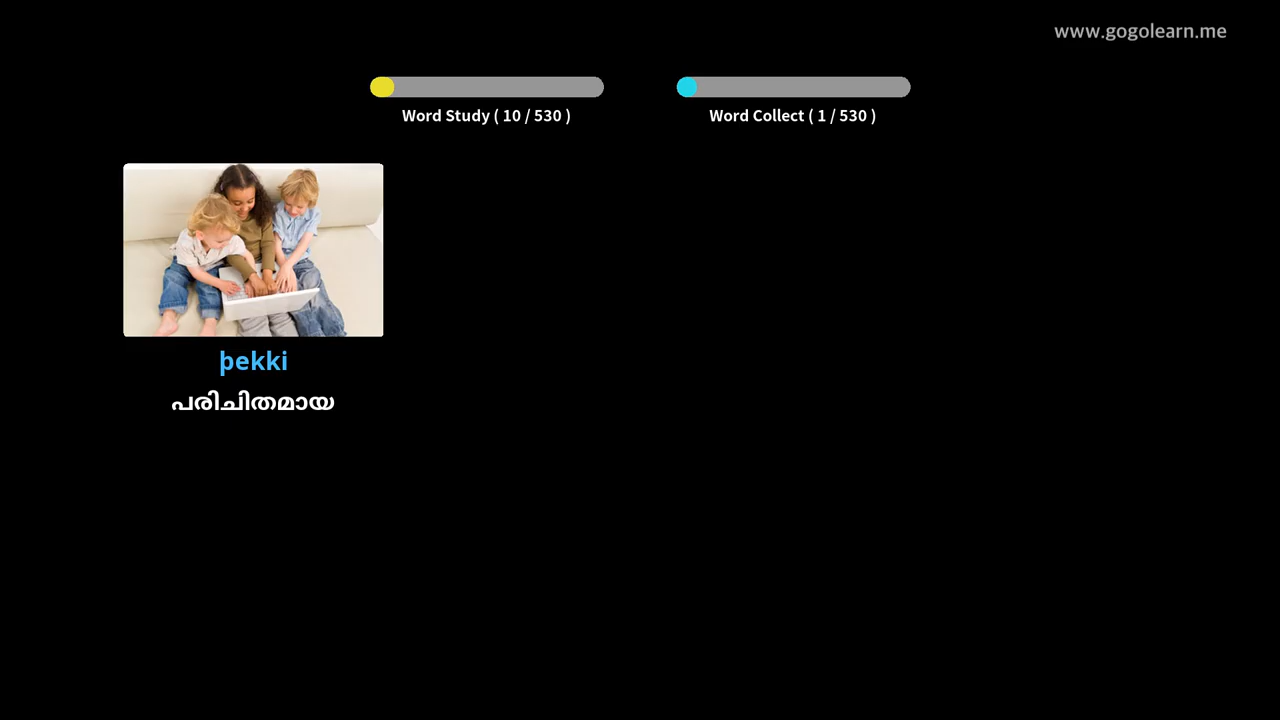 www.gogolearn.me
Word Study ( 10 / 530 )
Word Collect ( 1 / 530 )
þekki
പരിചിതമായ